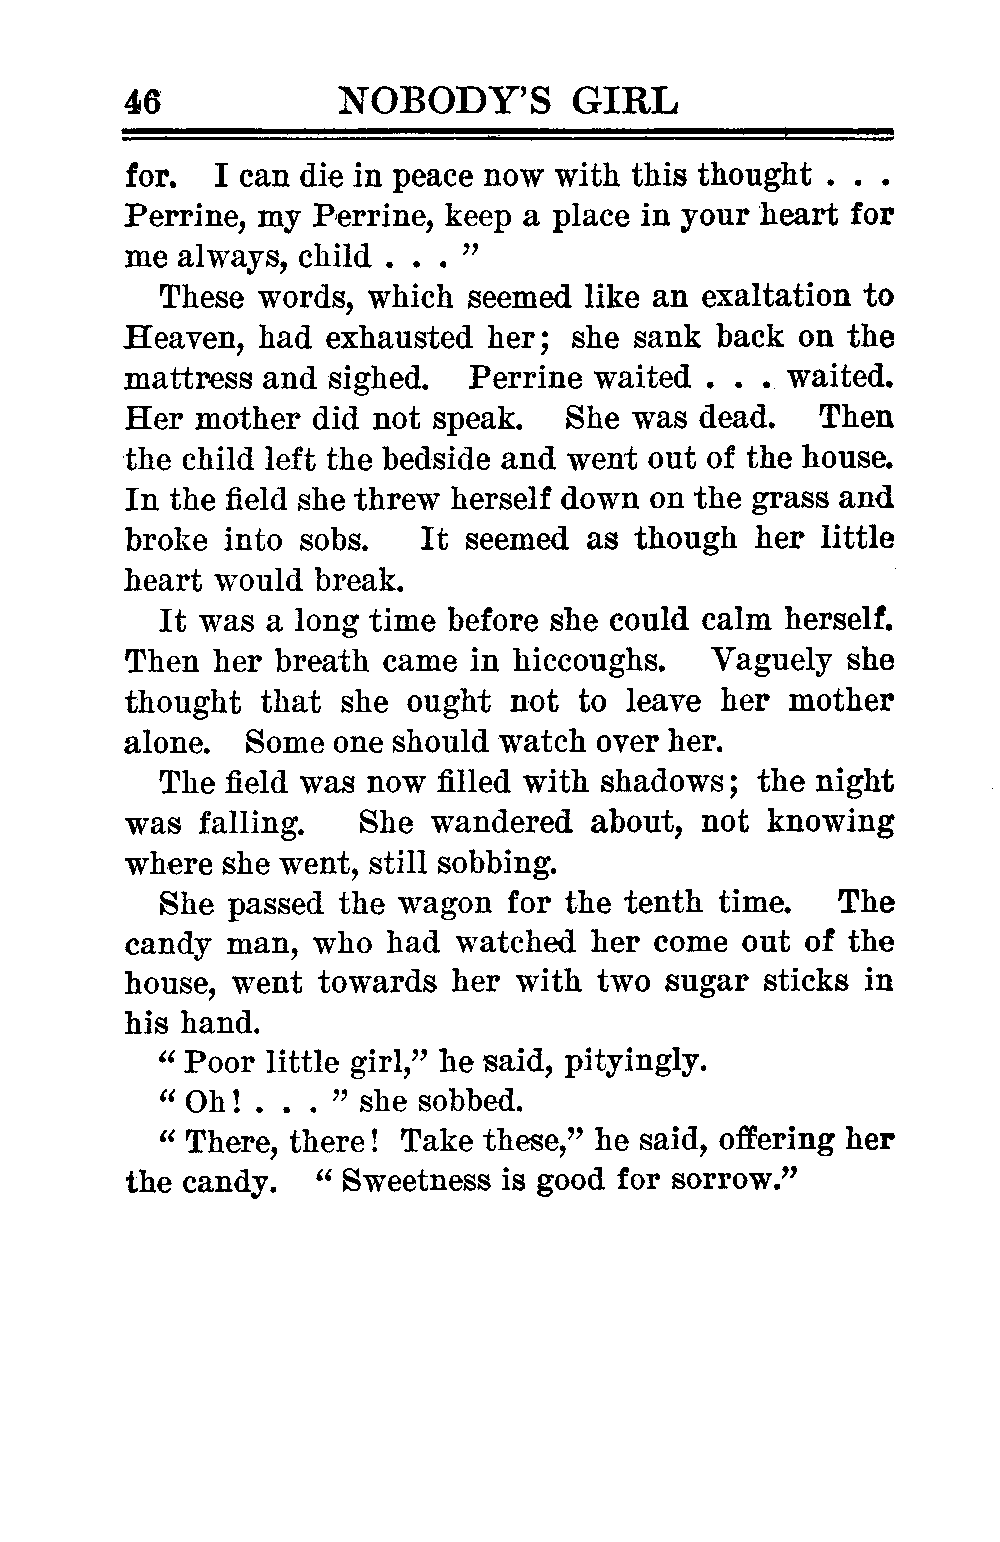 46 NOBODY'S GIRL
for. I can die in peace now with this thought . . .
Perrine, my Perrine, keep a place in your heart for
me always, child . . . "
These words, which seemed like an exaltation to
Heaven, had exhausted her; she sank back on the
mattress and sighed. Perrine waited . . . waited.
Her mother did not speak. She was dead. Then
the child left the bedside and went out of the house.
In the field she threw herself down on the grass and
broke into sobs. It seemed as though her little
heart would break.
It was a long time before she could calm herself.
Then her breath came in hiccoughs. Vaguely she
thought that she ought not to leave her mother
alone. Some one should watch over her.
The field was now filled with shadows; the night
was falling. She wandered about, not knowing
where she went, still sobbing.
She passed the wagon for the tenth time. The
candy man, who had watched her come out of the
house, went towards her with two sugar sticks in
his hand.
" Poor little girl," he said, pityingly.
" Oh! . . . " she sobbed.
" There, there! Take these," he said, offering her
the candy. " Sweetness is good for sorrow."